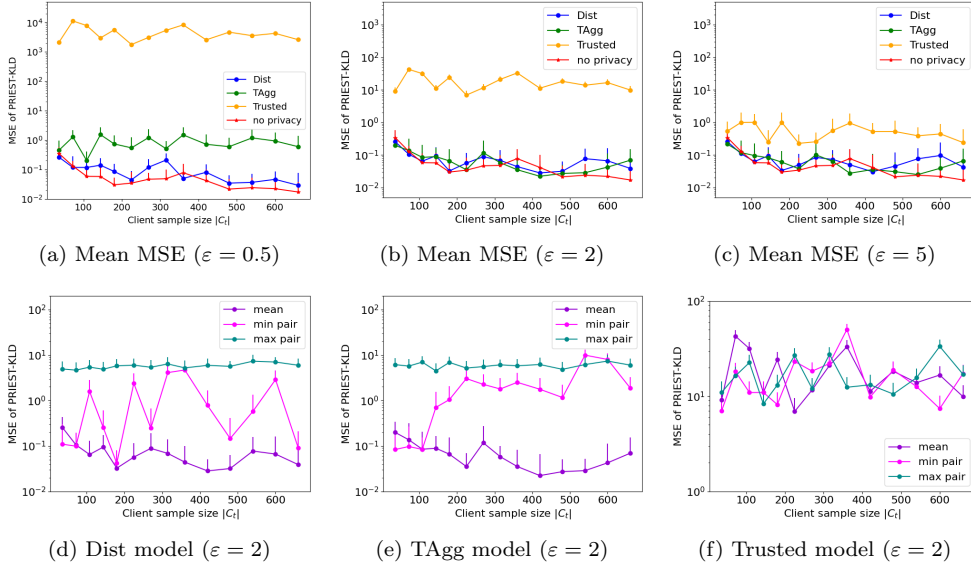 MSE of PRIEST-KLD
10⁴
10³
10²
10¹
10⁰
10⁻¹
10⁻²
Dist
TAgg
Trusted
no privacy
100 200 300 400 500 600
Client sample size |Cₜ|
(a) Mean MSE (ε = 0.5)
MSE of PRIEST-KLD
10⁴
10³
10²
10¹
10⁰
10⁻¹
10⁻²
Dist
TAgg
Trusted
no privacy
100 200 300 400 500 600
Client sample size |Cₜ|
(b) Mean MSE (ε = 2)
MSE of PRIEST-KLD
10⁴
10³
10²
10¹
10⁰
10⁻¹
10⁻²
Dist
TAgg
Trusted
no privacy
100 200 300 400 500 600
Client sample size |Cₜ|
(c) Mean MSE (ε = 5)
MSE of PRIEST-KLD
10²
10¹
10⁰
10⁻¹
10⁻²
mean
min pair
max pair
100 200 300 400 500 600
Client sample size |Cₜ|
(d) Dist model (ε = 2)
MSE of PRIEST-KLD
10²
10¹
10⁰
10⁻¹
10⁻²
mean
min pair
max pair
100 200 300 400 500 600
Client sample size |Cₜ|
(e) TAgg model (ε = 2)
MSE of PRIEST-KLD
10²
10¹
10⁰
mean
min pair
max pair
100 200 300 400 500 600
Client sample size |Cₜ|
(f) Trusted model (ε = 2)